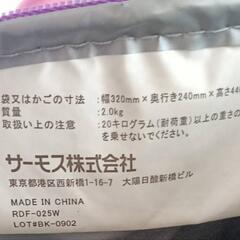 袋又はかごの寸法 :幅320mm×奥行き240mm×高さ44
質量 :2.0kg
取扱い上の注意 :20キログラム(耐荷重)以上の重さの
を乗せないでください。
サーモス株式会社
東京都港区西新橋1-16-7 大陽日酸新橋ビル
MADE IN CHINA
RDF-025W
LOT#BK-0902